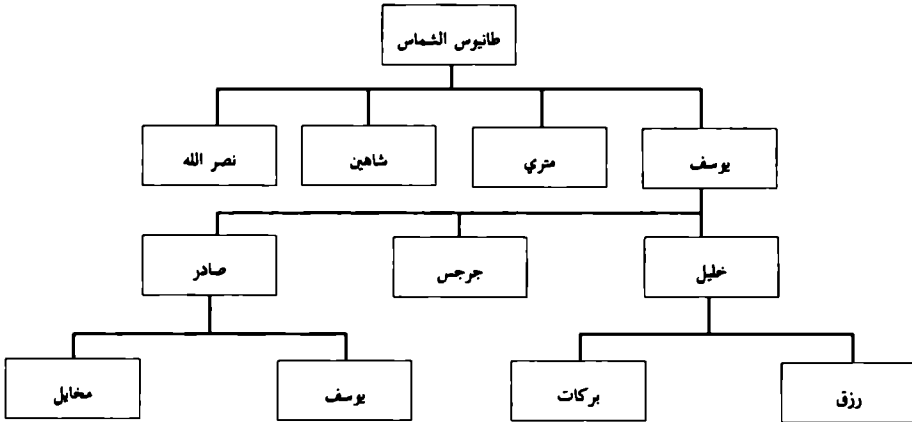 طانيوس الشماس
يوسف
متري
شاهين
نصر الله
خليل
جرجس
صادر
رزق
بركات
يوسف
مخايل